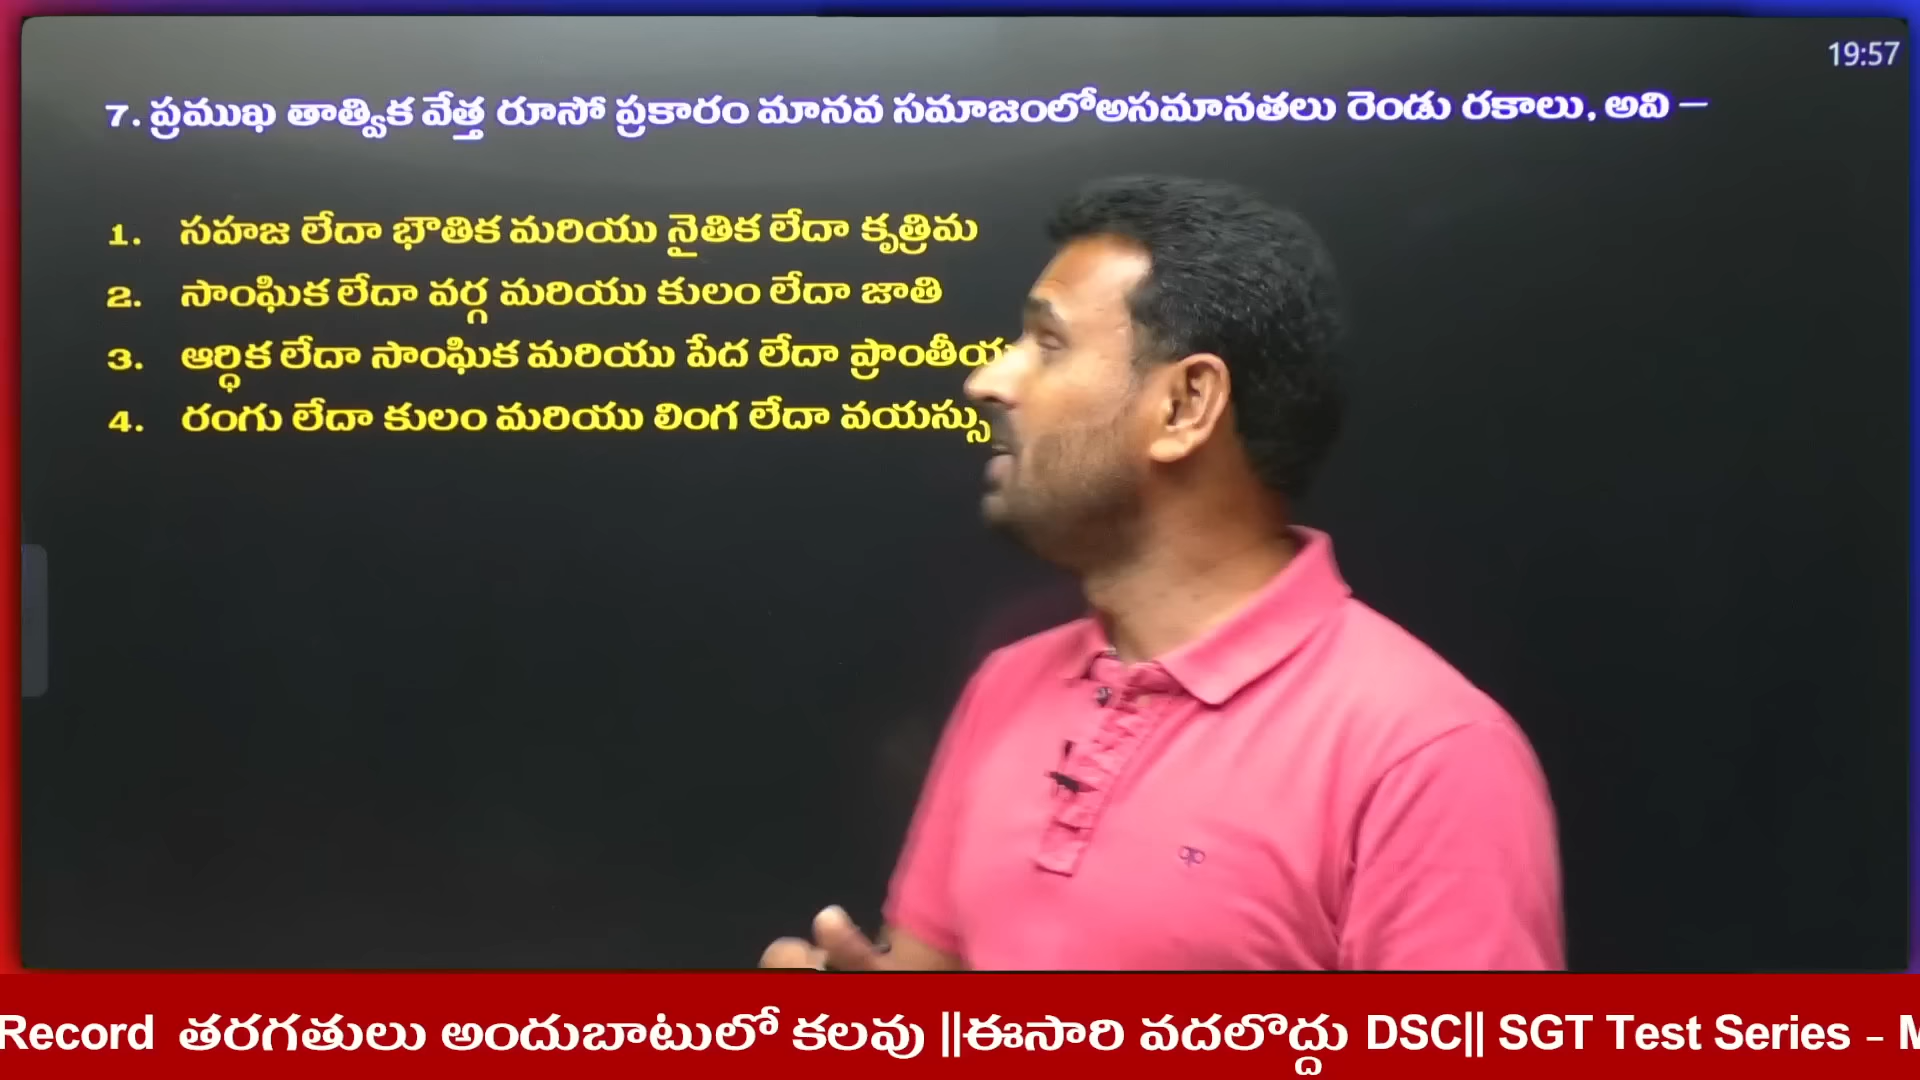 19:57
7. ప్రముఖ తాత్విక వేత్త రూసో ప్రకారం మానవ సమాజంలోఅసమానతలు రెండు రకాలు, అవి –
1. సహజ లేదా భౌతిక మరియు నైతిక లేదా కృత్రిమ
2. సాంఘిక లేదా వర్గ మరియు కులం లేదా జాతి
3. ఆర్ధిక లేదా సాంఘిక మరియు పేద లేదా ప్రాంతీయ
4. రంగు లేదా కులం మరియు లింగ లేదా వయస్సు
Record తరగతులు అందుబాటులో కలవు ||ఈసారి వదలొద్దు DSC|| SGT Test Series - M